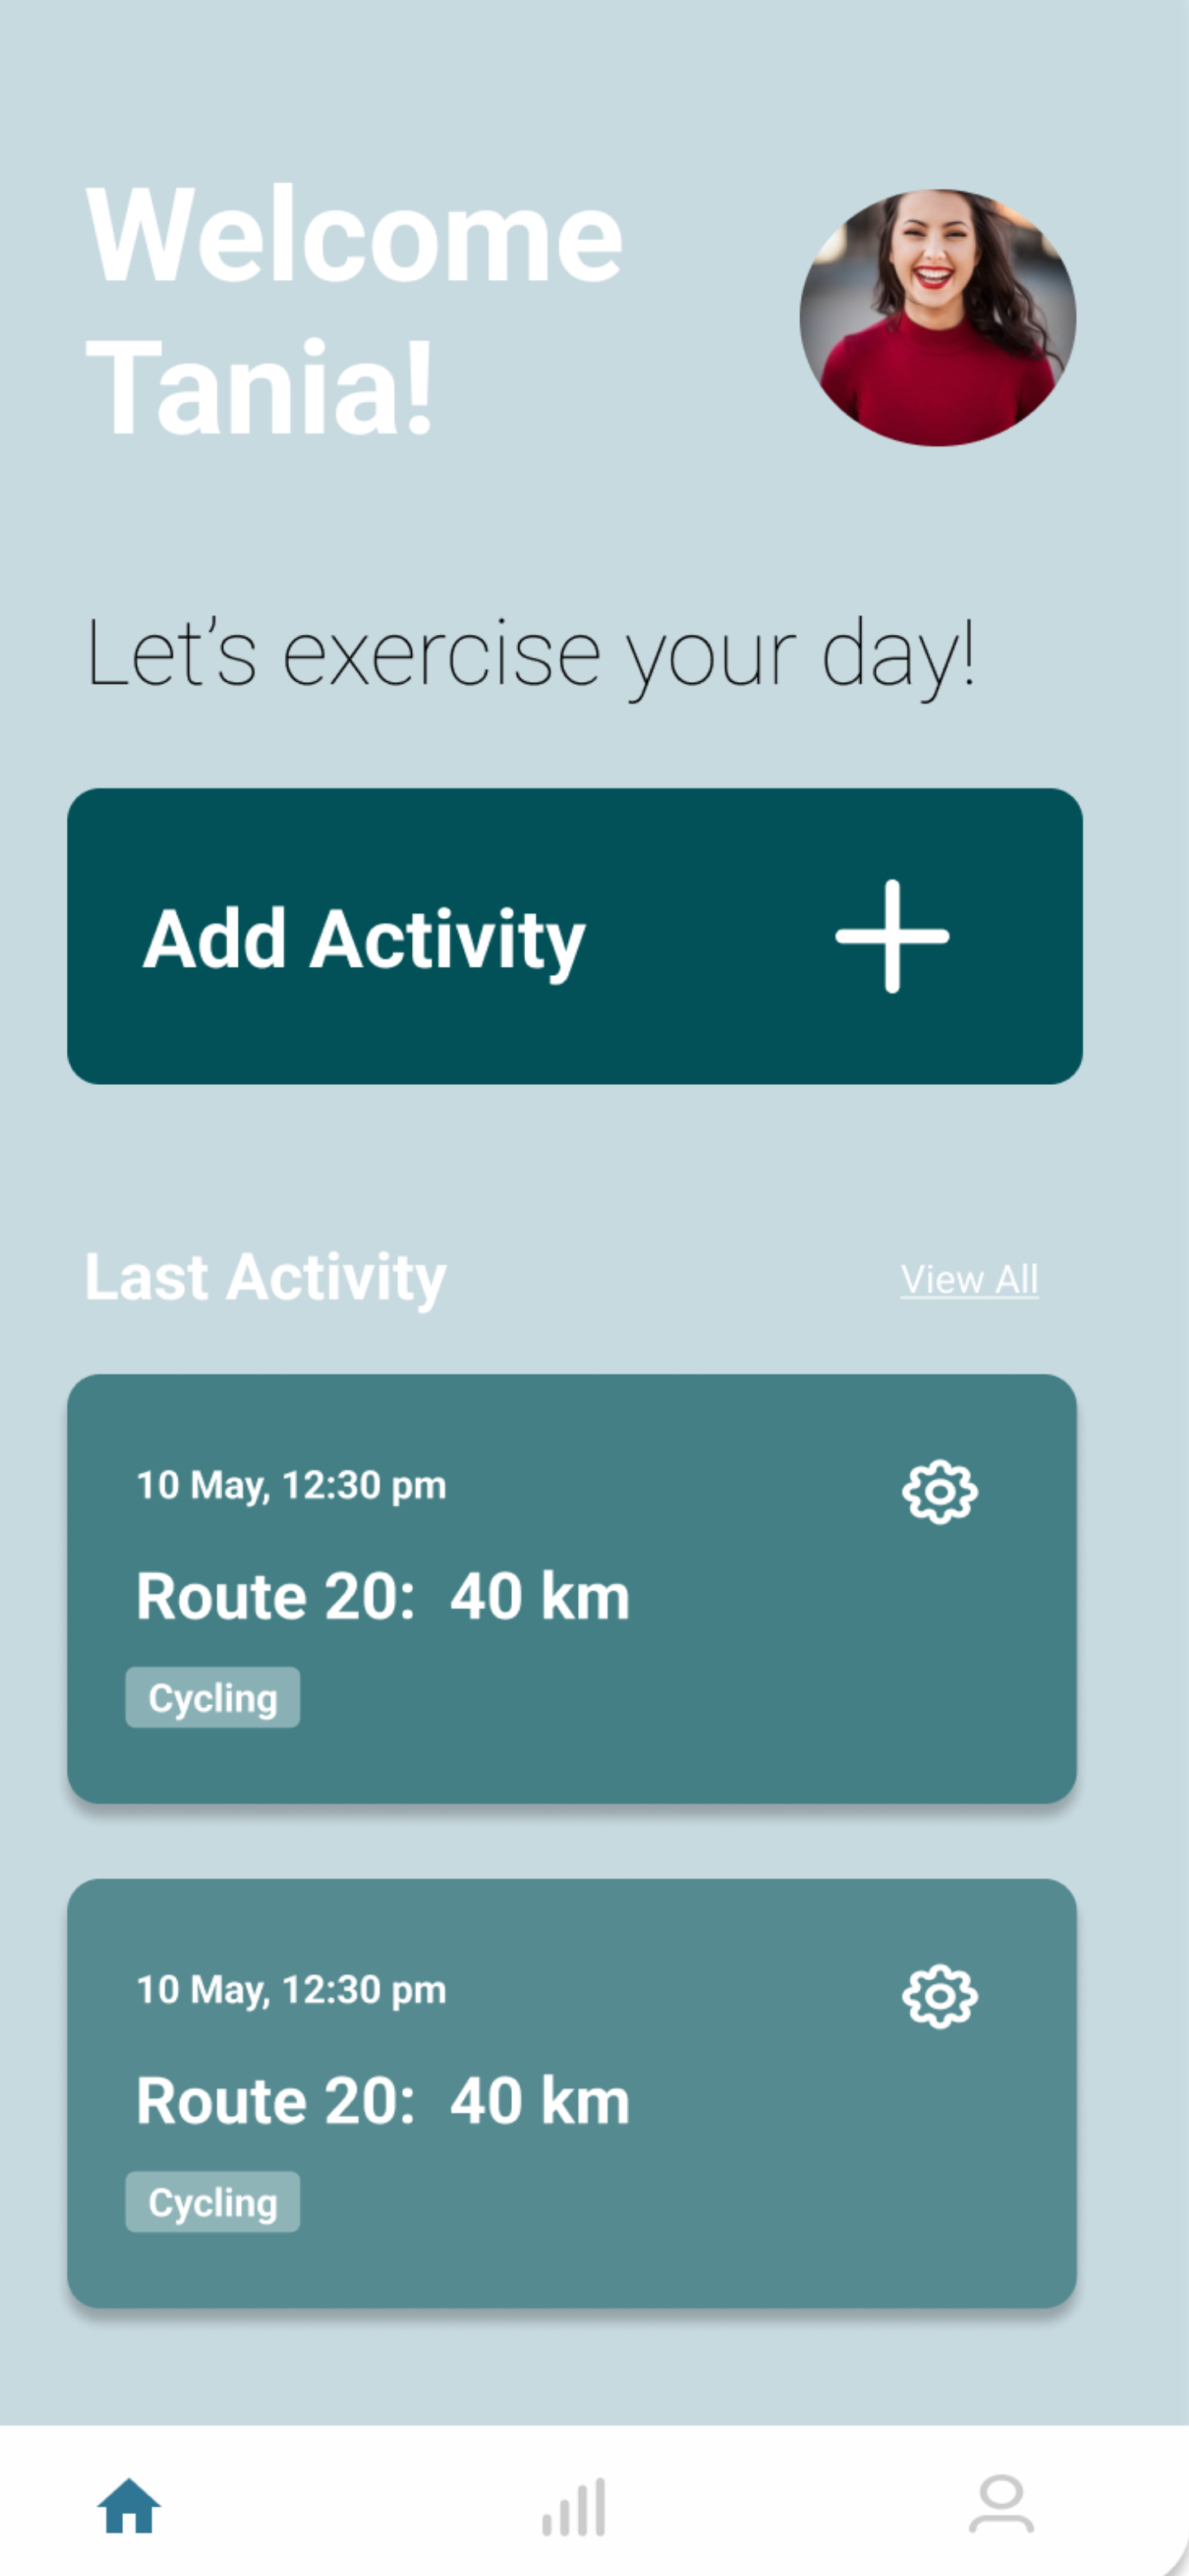 Welcome
Tania!
Let’s exercise your day!
Add Activity
Last Activity
View All
10 May, 12:30 pm
Route 20:  40 km
Cycling
10 May, 12:30 pm
Route 20:  40 km
Cycling